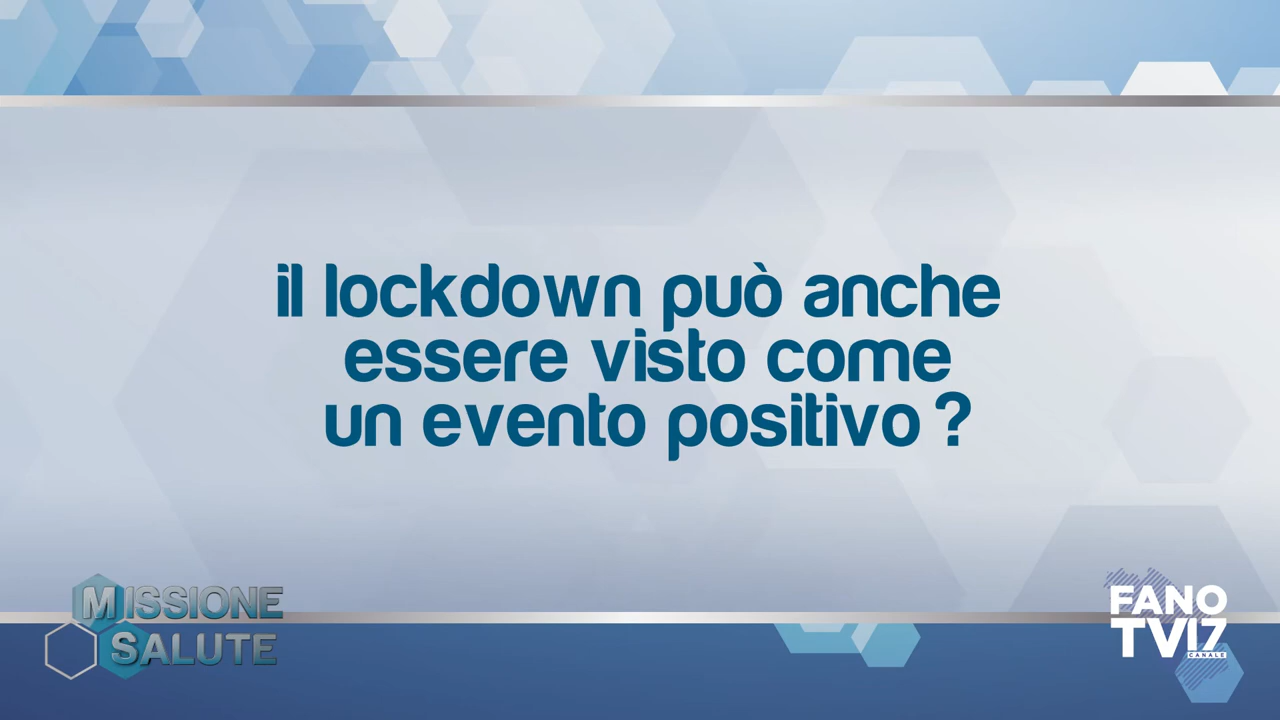 il lockdown può anche
essere visto come
un evento positivo ?
MISSIONE
SALUTE
FANO
TV17
CANALE